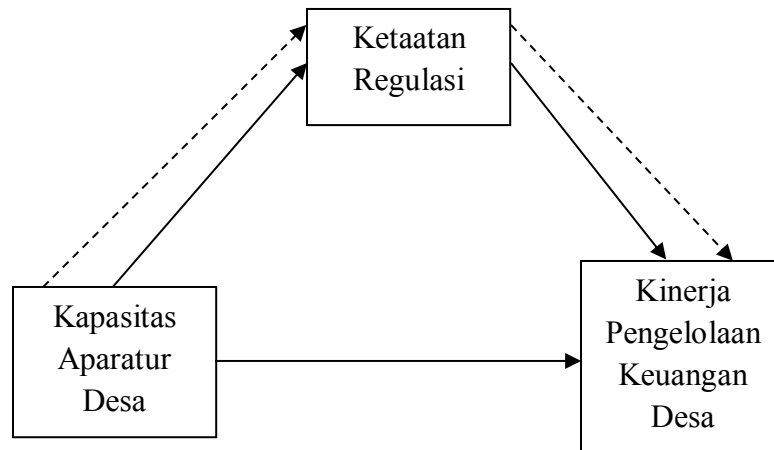 Ketaatan
Regulasi
Kapasitas
Aparatur
Desa
Kinerja
Pengelolaan
Keuangan
Desa